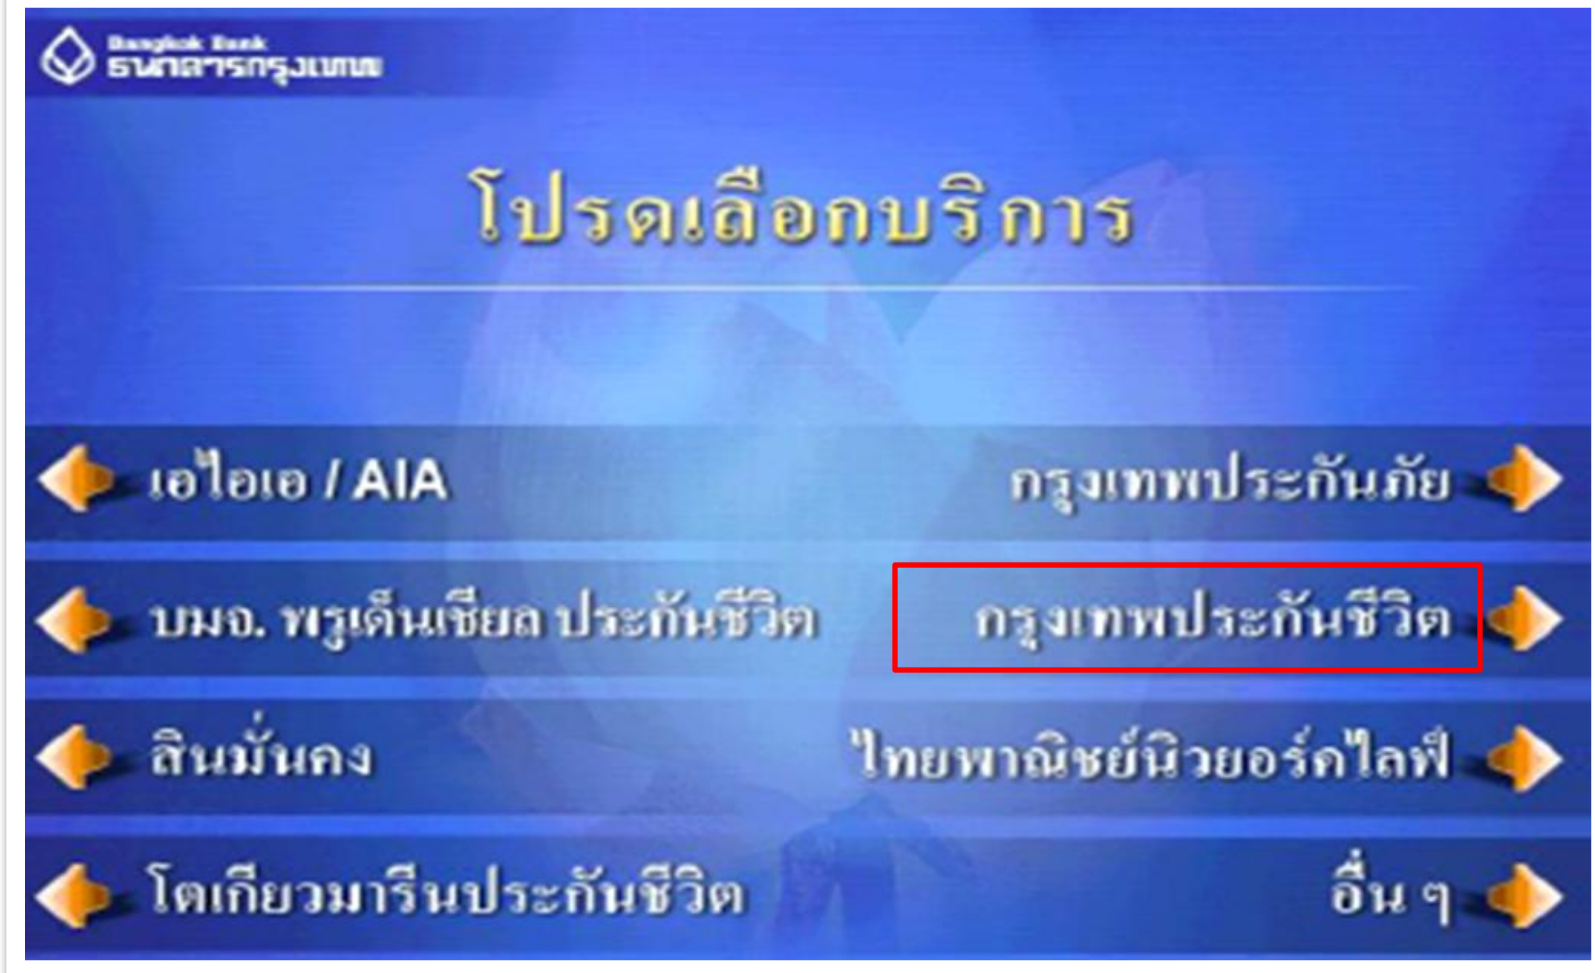 Bangkok Bank
ธนาคารกรุงเทพ
โปรดเลือกบริการ
เอไอเอ / AIA
กรุงเทพประกันภัย
บมจ. พรูเด็นเชียล ประกันชีวิต
กรุงเทพประกันชีวิต
สินมั่นคง
ไทยพาณิชย์นิวยอร์คไลฟ์
โตเกียวมารีนประกันชีวิต
อื่น ๆ